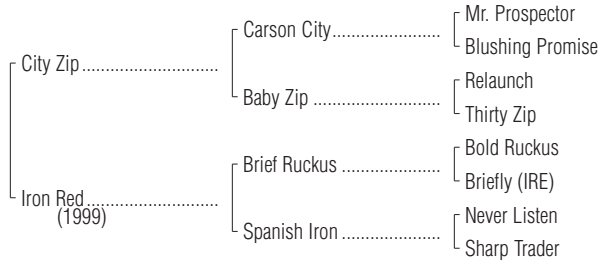 Mr. Prospector
Carson City
Blushing Promise
City Zip
Relaunch
Baby Zip
Thirty Zip
Bold Ruckus
Brief Ruckus
Briefly (IRE)
Iron Red
(1999)
Never Listen
Spanish Iron
Sharp Trader